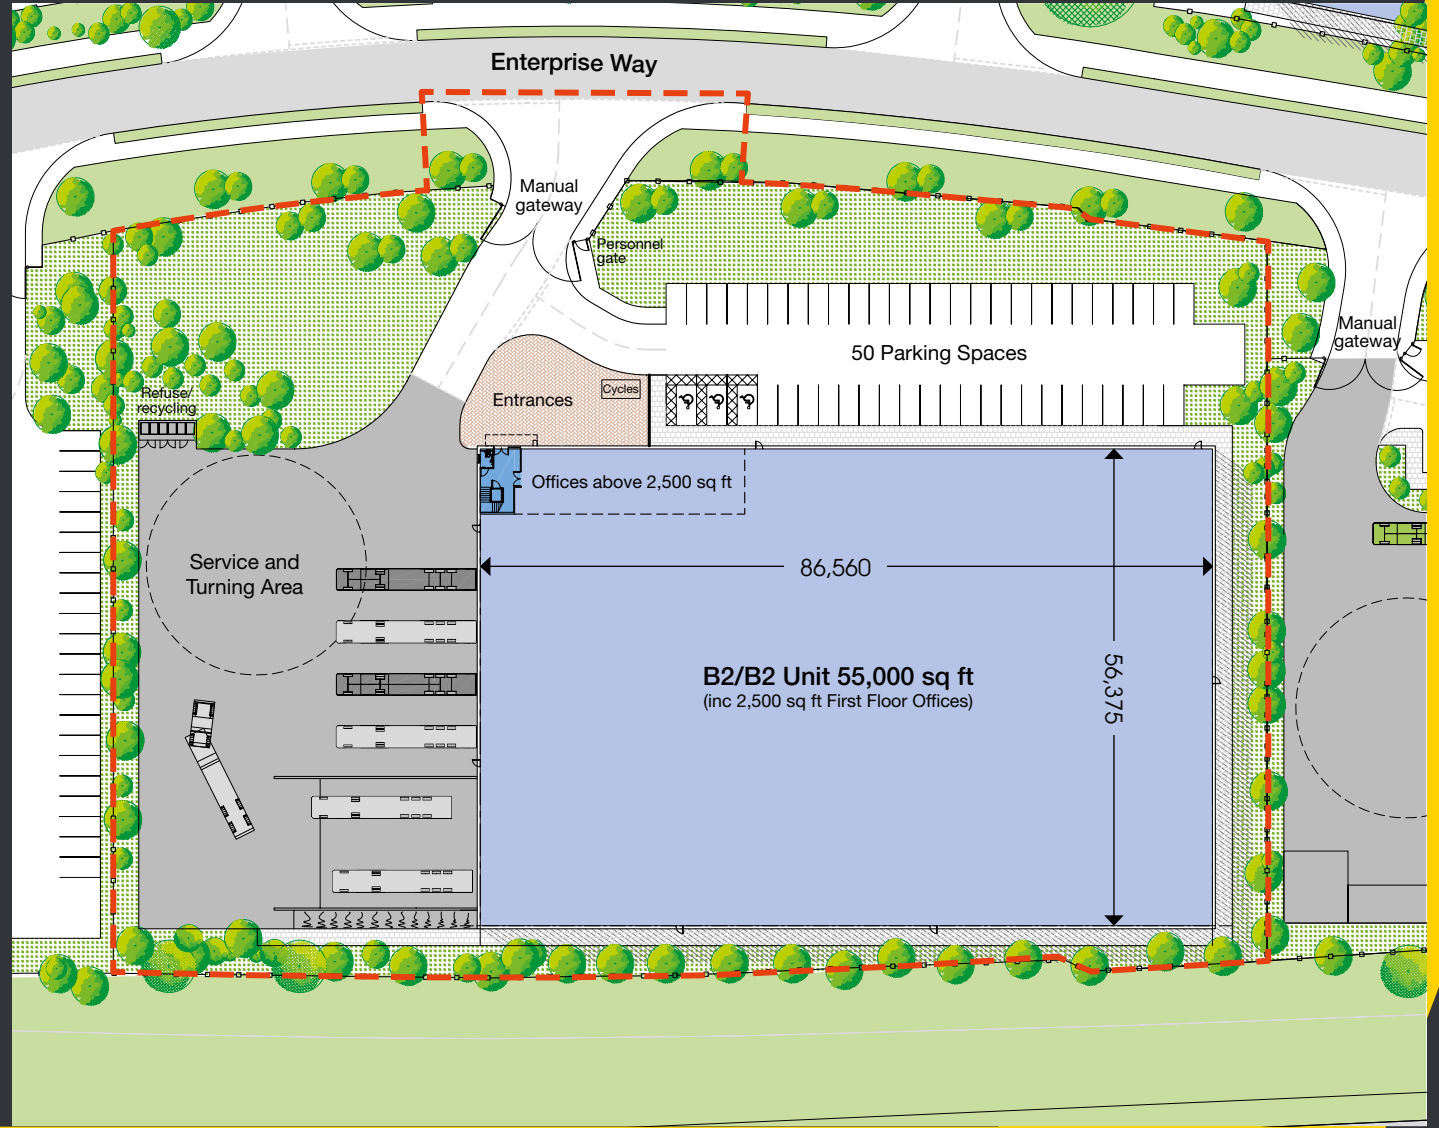 Enterprise Way
Manual
gateway
Personnel
gate
Manual
gateway
50 Parking Spaces
Refuse/
recycling
Cycles
Entrances
Offices above 2,500 sq ft
Service and
Turning Area
86,560
56,375
B2/B2 Unit 55,000 sq ft
(inc 2,500 sq ft First Floor Offices)